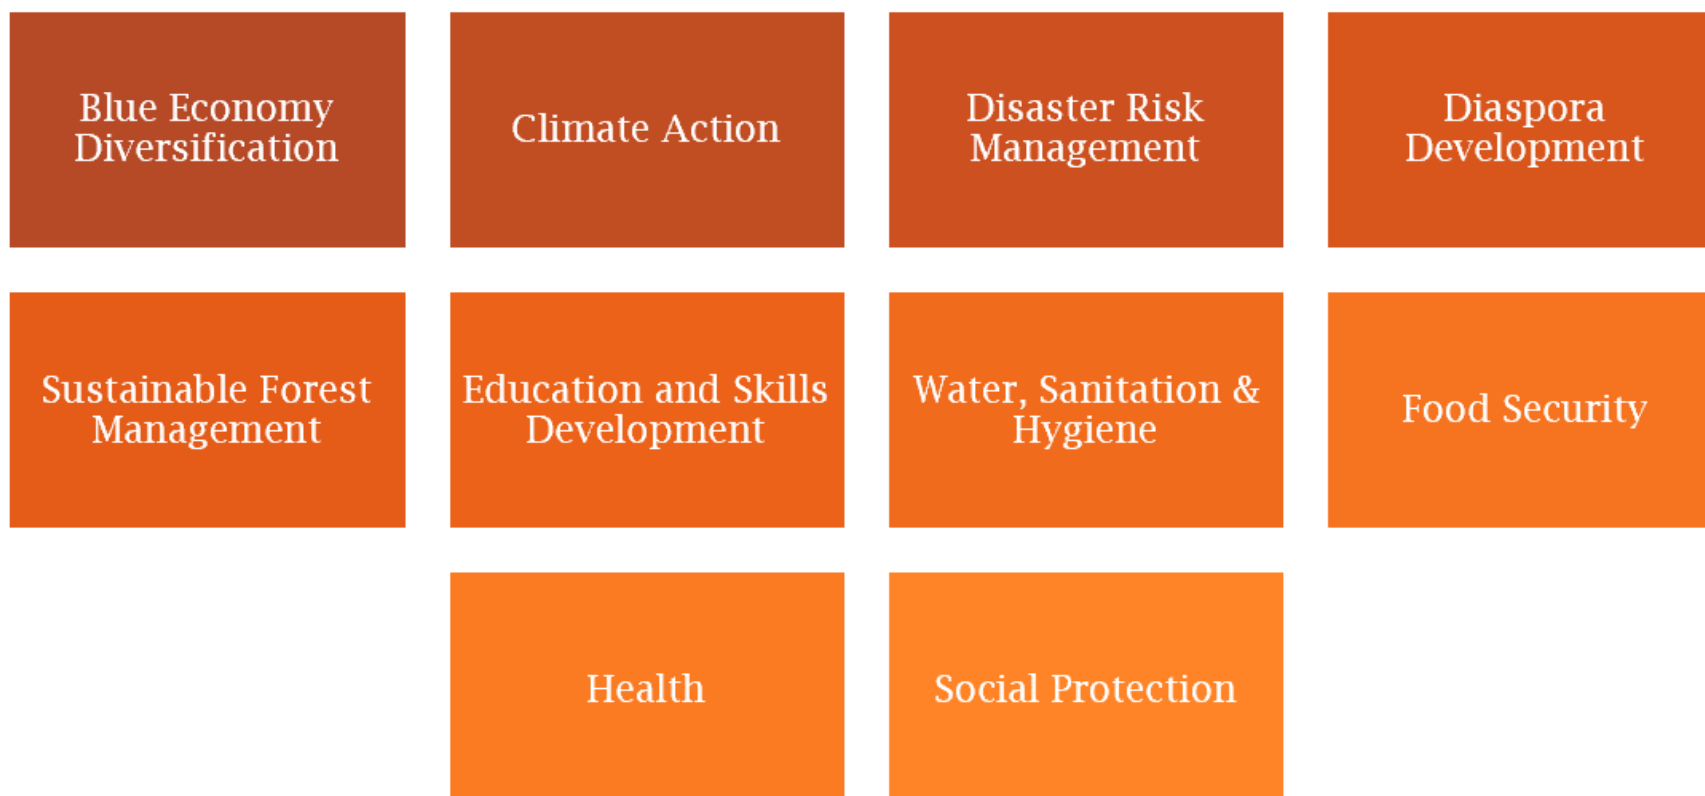 Blue Economy
Diversification
Climate Action
Disaster Risk
Management
Diaspora
Development
Sustainable Forest
Management
Education and Skills
Development
Water, Sanitation &
Hygiene
Food Security
Health
Social Protection